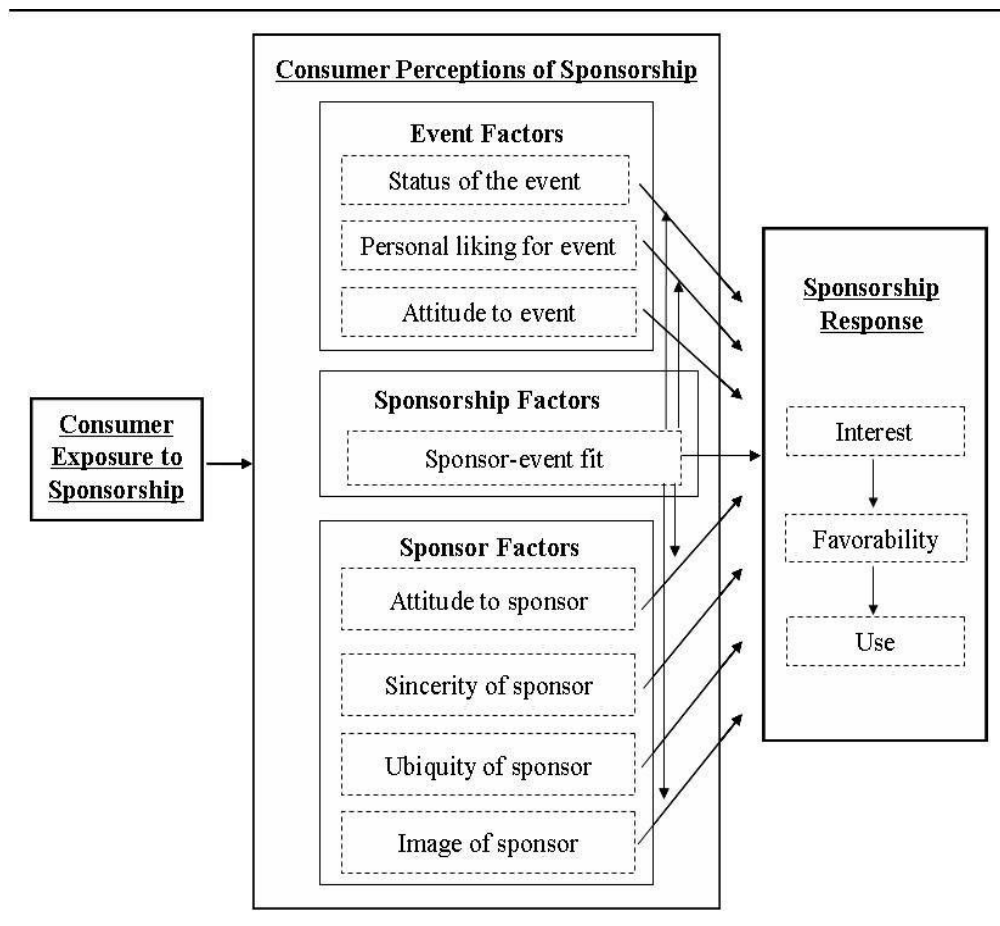 Consumer Perceptions of Sponsorship
Event Factors
Status of the event
Personal liking for event
Attitude to event
Sponsorship Factors
Sponsor-event fit
Sponsor Factors
Attitude to sponsor
Sincerity of sponsor
Ubiquity of sponsor
Image of sponsor
Consumer
Exposure to
Sponsorship
Sponsorship
Response
Interest
Favorability
Use